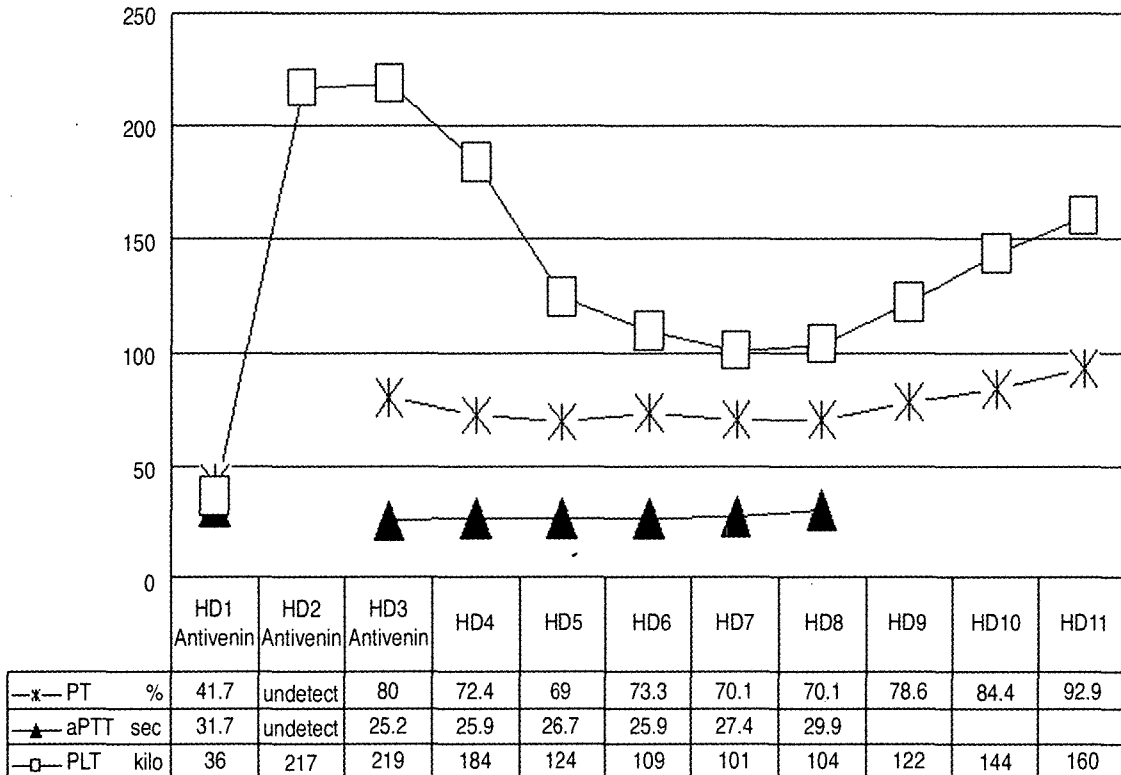 250
200
150
100
50
0
HD1 Antivenin HD2 Antivenin HD3 Antivenin HD4 HD5 HD6 HD7 HD8 HD9 HD10 HD11
PT % 41.7 undetect 80 72.4 69 73.3 70.1 70.1 78.6 84.4 92.9
aPTT sec 31.7 undetect 25.2 25.9 26.7 25.9 27.4 29.9
PLT kilo 36 217 219 184 124 109 101 104 122 144 160